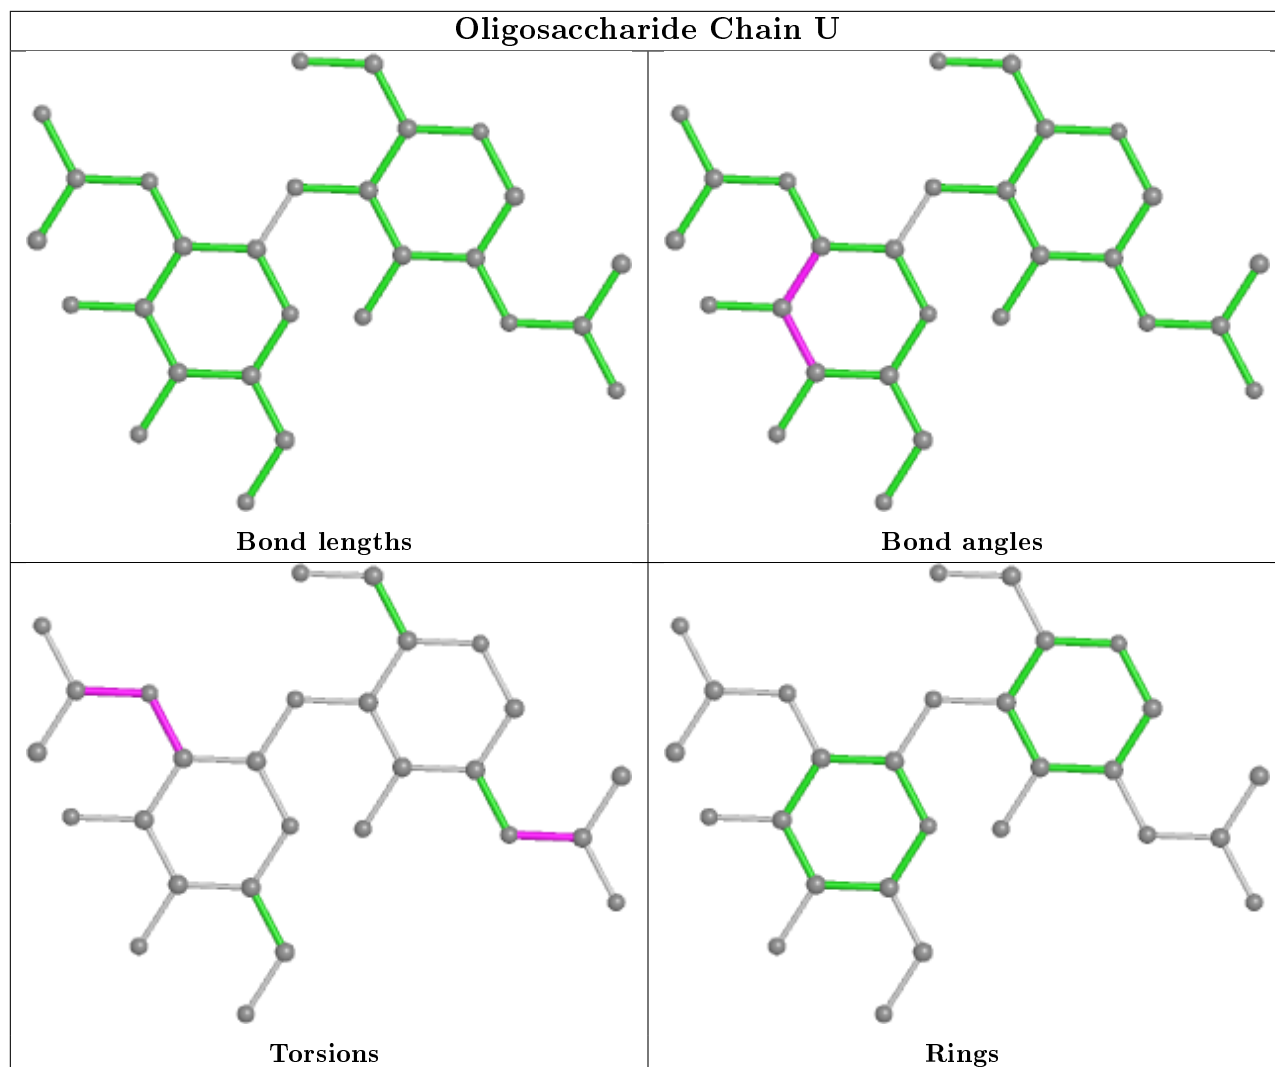 Oligosaccharide Chain U
Bond lengths
Bond angles
Torsions
Rings